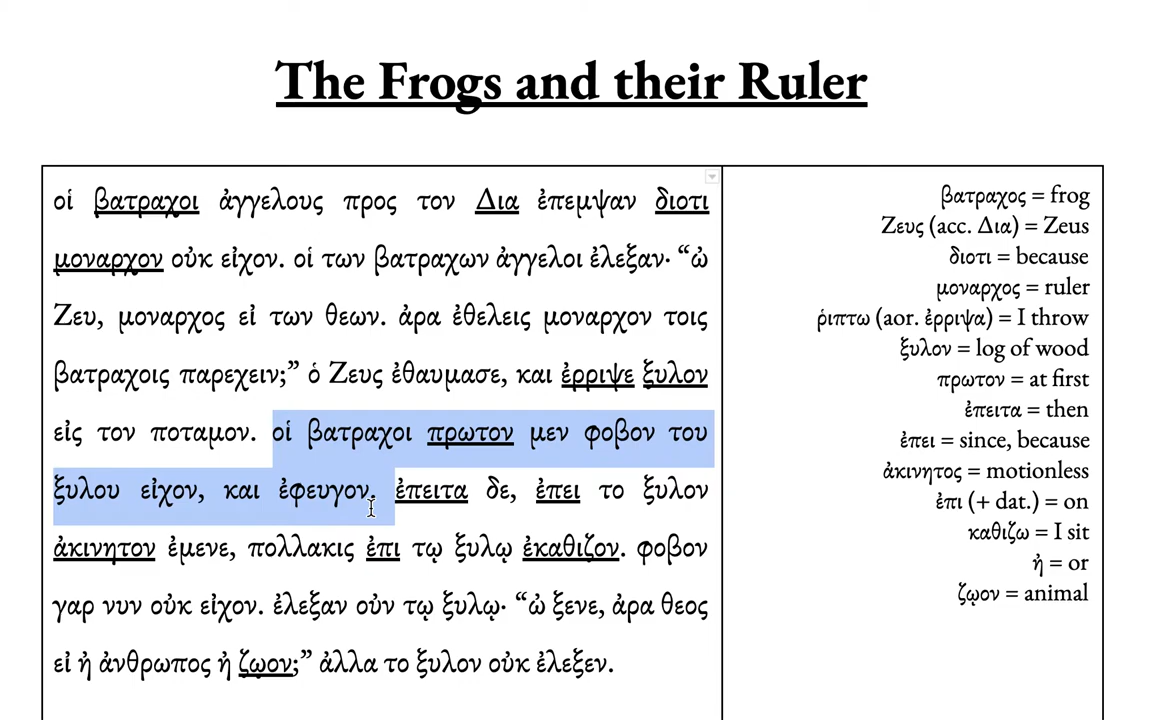 The Frogs and their Ruler
οἱ βατραχοι ἀγγελους προς τον Δια ἐπεμψαν διοτι
μοναρχον οὐκ εἰχον. οἱ των βατραχων ἀγγελοι ἐλεξαν· “ὠ
Ζευ, μοναρχος εἰ των θεων. ἀρα ἐθελεις μοναρχον τοις
βατραχοις παρεχειν;” ὁ Ζευς ἐθαυμασε, και ἐρριψε ξυλον
εἰς τον ποταμον. οἱ βατραχοι πρωτον μεν φοβον του
ξυλου εἰχον, και ἐφευγον. ἐπειτα δε, ἐπει το ξυλον
ἀκινητον ἐμενε, πολλακις ἐπι τῳ ξυλῳ ἐκαθιζον. φοβον
γαρ νυν οὐκ εἰχον. ἐλεξαν οὐν τῳ ξυλῳ· “ὠ ξενε, ἀρα θεος
εἰ ἠ ἀνθρωπος ἠ ζῳον;” ἀλλα το ξυλον οὐκ ἐλεξεν.
βατραχος = frog
Ζευς (acc. Δια) = Zeus
διοτι = because
μοναρχος = ruler
ῥιπτω (aor. ἐρριψα) = I throw
ξυλον = log of wood
πρωτον = at first
ἐπειτα = then
ἐπει = since, because
ἀκινητος = motionless
ἐπι (+ dat.) = on
καθιζω = I sit
ἠ = or
ζῳον = animal